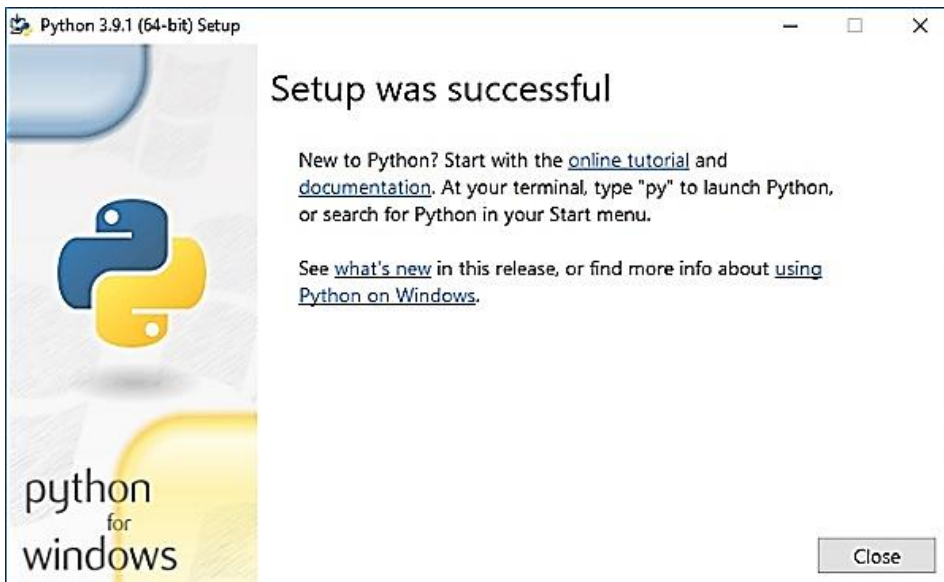 Python 3.9.1 (64-bit) Setup
Setup was successful
New to Python? Start with the online tutorial and
documentation. At your terminal, type "py" to launch Python,
or search for Python in your Start menu.
See what's new in this release, or find more info about using
Python on Windows.
python
for
windows
Close